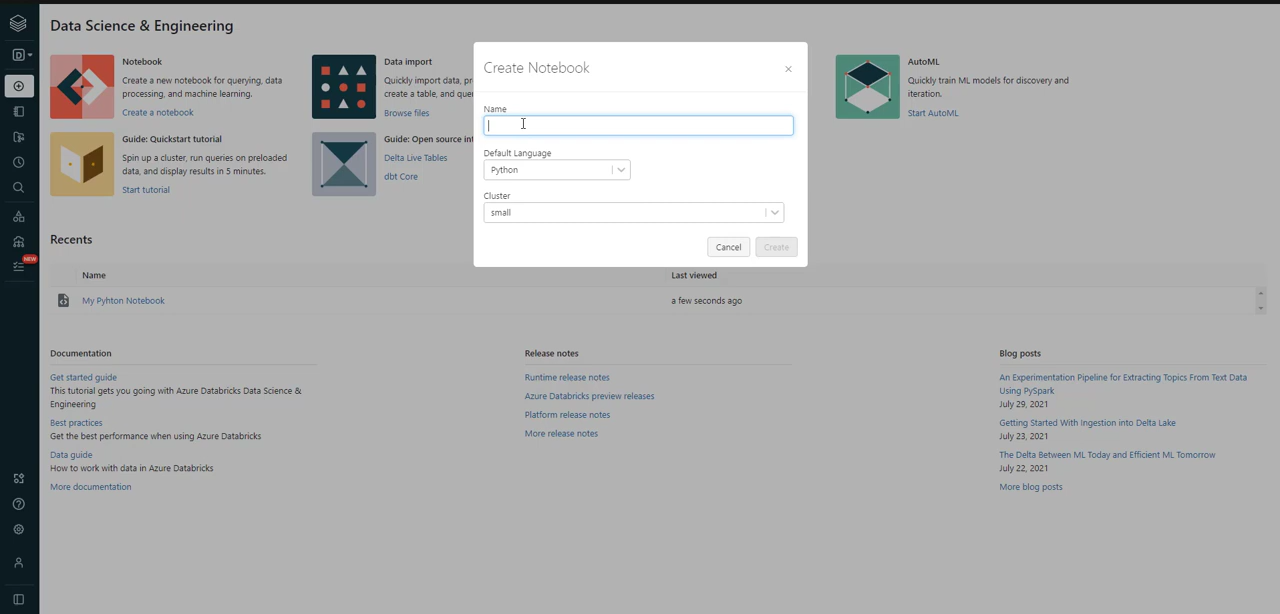 Data Science & Engineering
D
Notebook
Create a new notebook for querying, data
processing, and machine learning.
Create a notebook
Data import
Quickly import data, pr
create a table, and que
Browse files
AutoML
Quickly train ML models for discovery and
iteration.
Start AutoML
Guide: Quickstart tutorial
Spin up a cluster, run queries on preloaded
data, and display results in 5 minutes.
Start tutorial
Guide: Open source int
Delta Live Tables
dbt Core
Create Notebook
×
Name
Default Language
Python
Cluster
small
Cancel
Create
NEW
Recents
Name
Last viewed
My Pyhton Notebook
a few seconds ago
Documentation
Get started guide
This tutorial gets you going with Azure Databricks Data Science &
Engineering
Best practices
Get the best performance when using Azure Databricks
Data guide
How to work with data in Azure Databricks
More documentation
Release notes
Runtime release notes
Azure Databricks preview releases
Platform release notes
More release notes
Blog posts
An Experimentation Pipeline for Extracting Topics From Text Data
Using PySpark
July 29, 2021
Getting Started With Ingestion into Delta Lake
July 23, 2021
The Delta Between ML Today and Efficient ML Tomorrow
July 22, 2021
More blog posts